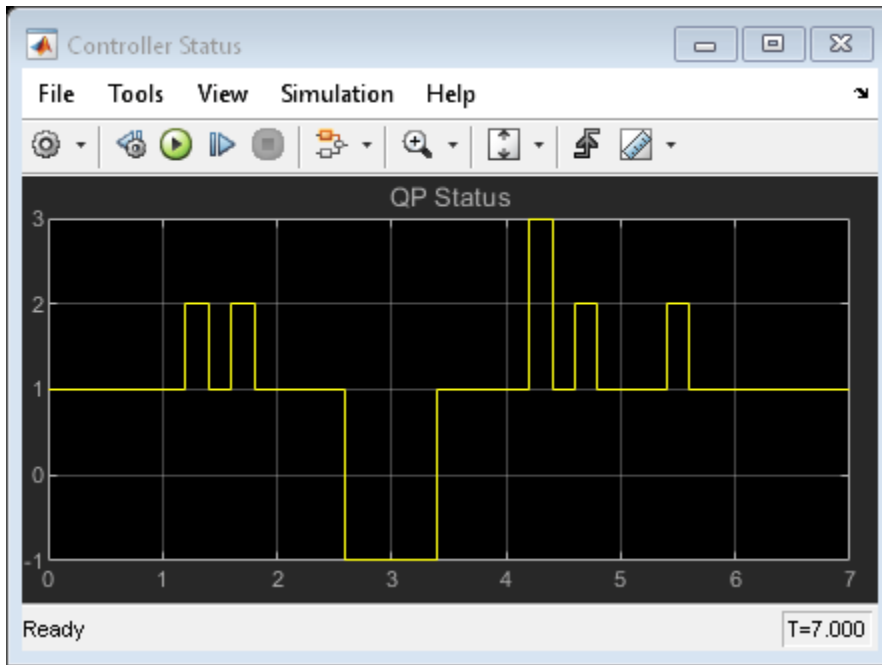 Controller Status
File Tools View Simulation Help
QP Status
3
2
1
0
-1
0 1 2 3 4 5 6 7
Ready T=7.000